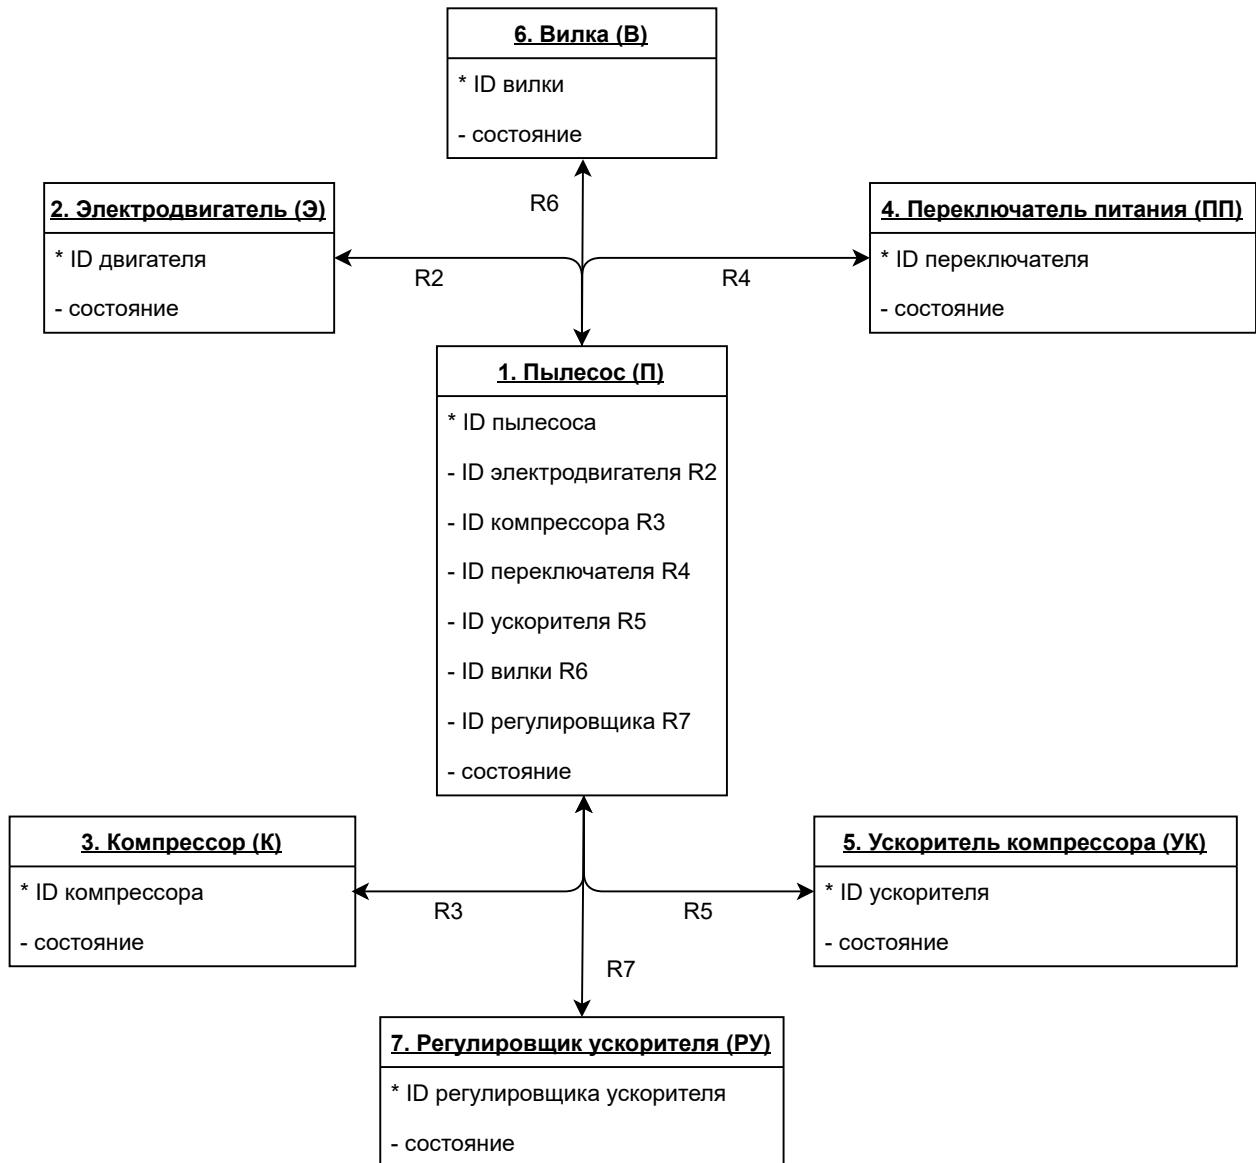 6. Вилка (В)
* ID вилки
- состояние
R6
2. Электродвигатель (Э)
* ID двигателя
- состояние
R2
R4
4. Переключатель питания (ПП)
* ID переключателя
- состояние
1. Пылесос (П)
* ID пылесоса
- ID электродвигателя R2
- ID компрессора R3
- ID переключателя R4
- ID ускорителя R5
- ID вилки R6
- ID регулировщика R7
- состояние
3. Компрессор (К)
* ID компрессора
- состояние
R3
R5
5. Ускоритель компрессора (УК)
* ID ускорителя
- состояние
R7
7. Регулировщик ускорителя (РУ)
* ID регулировщика ускорителя
- состояние